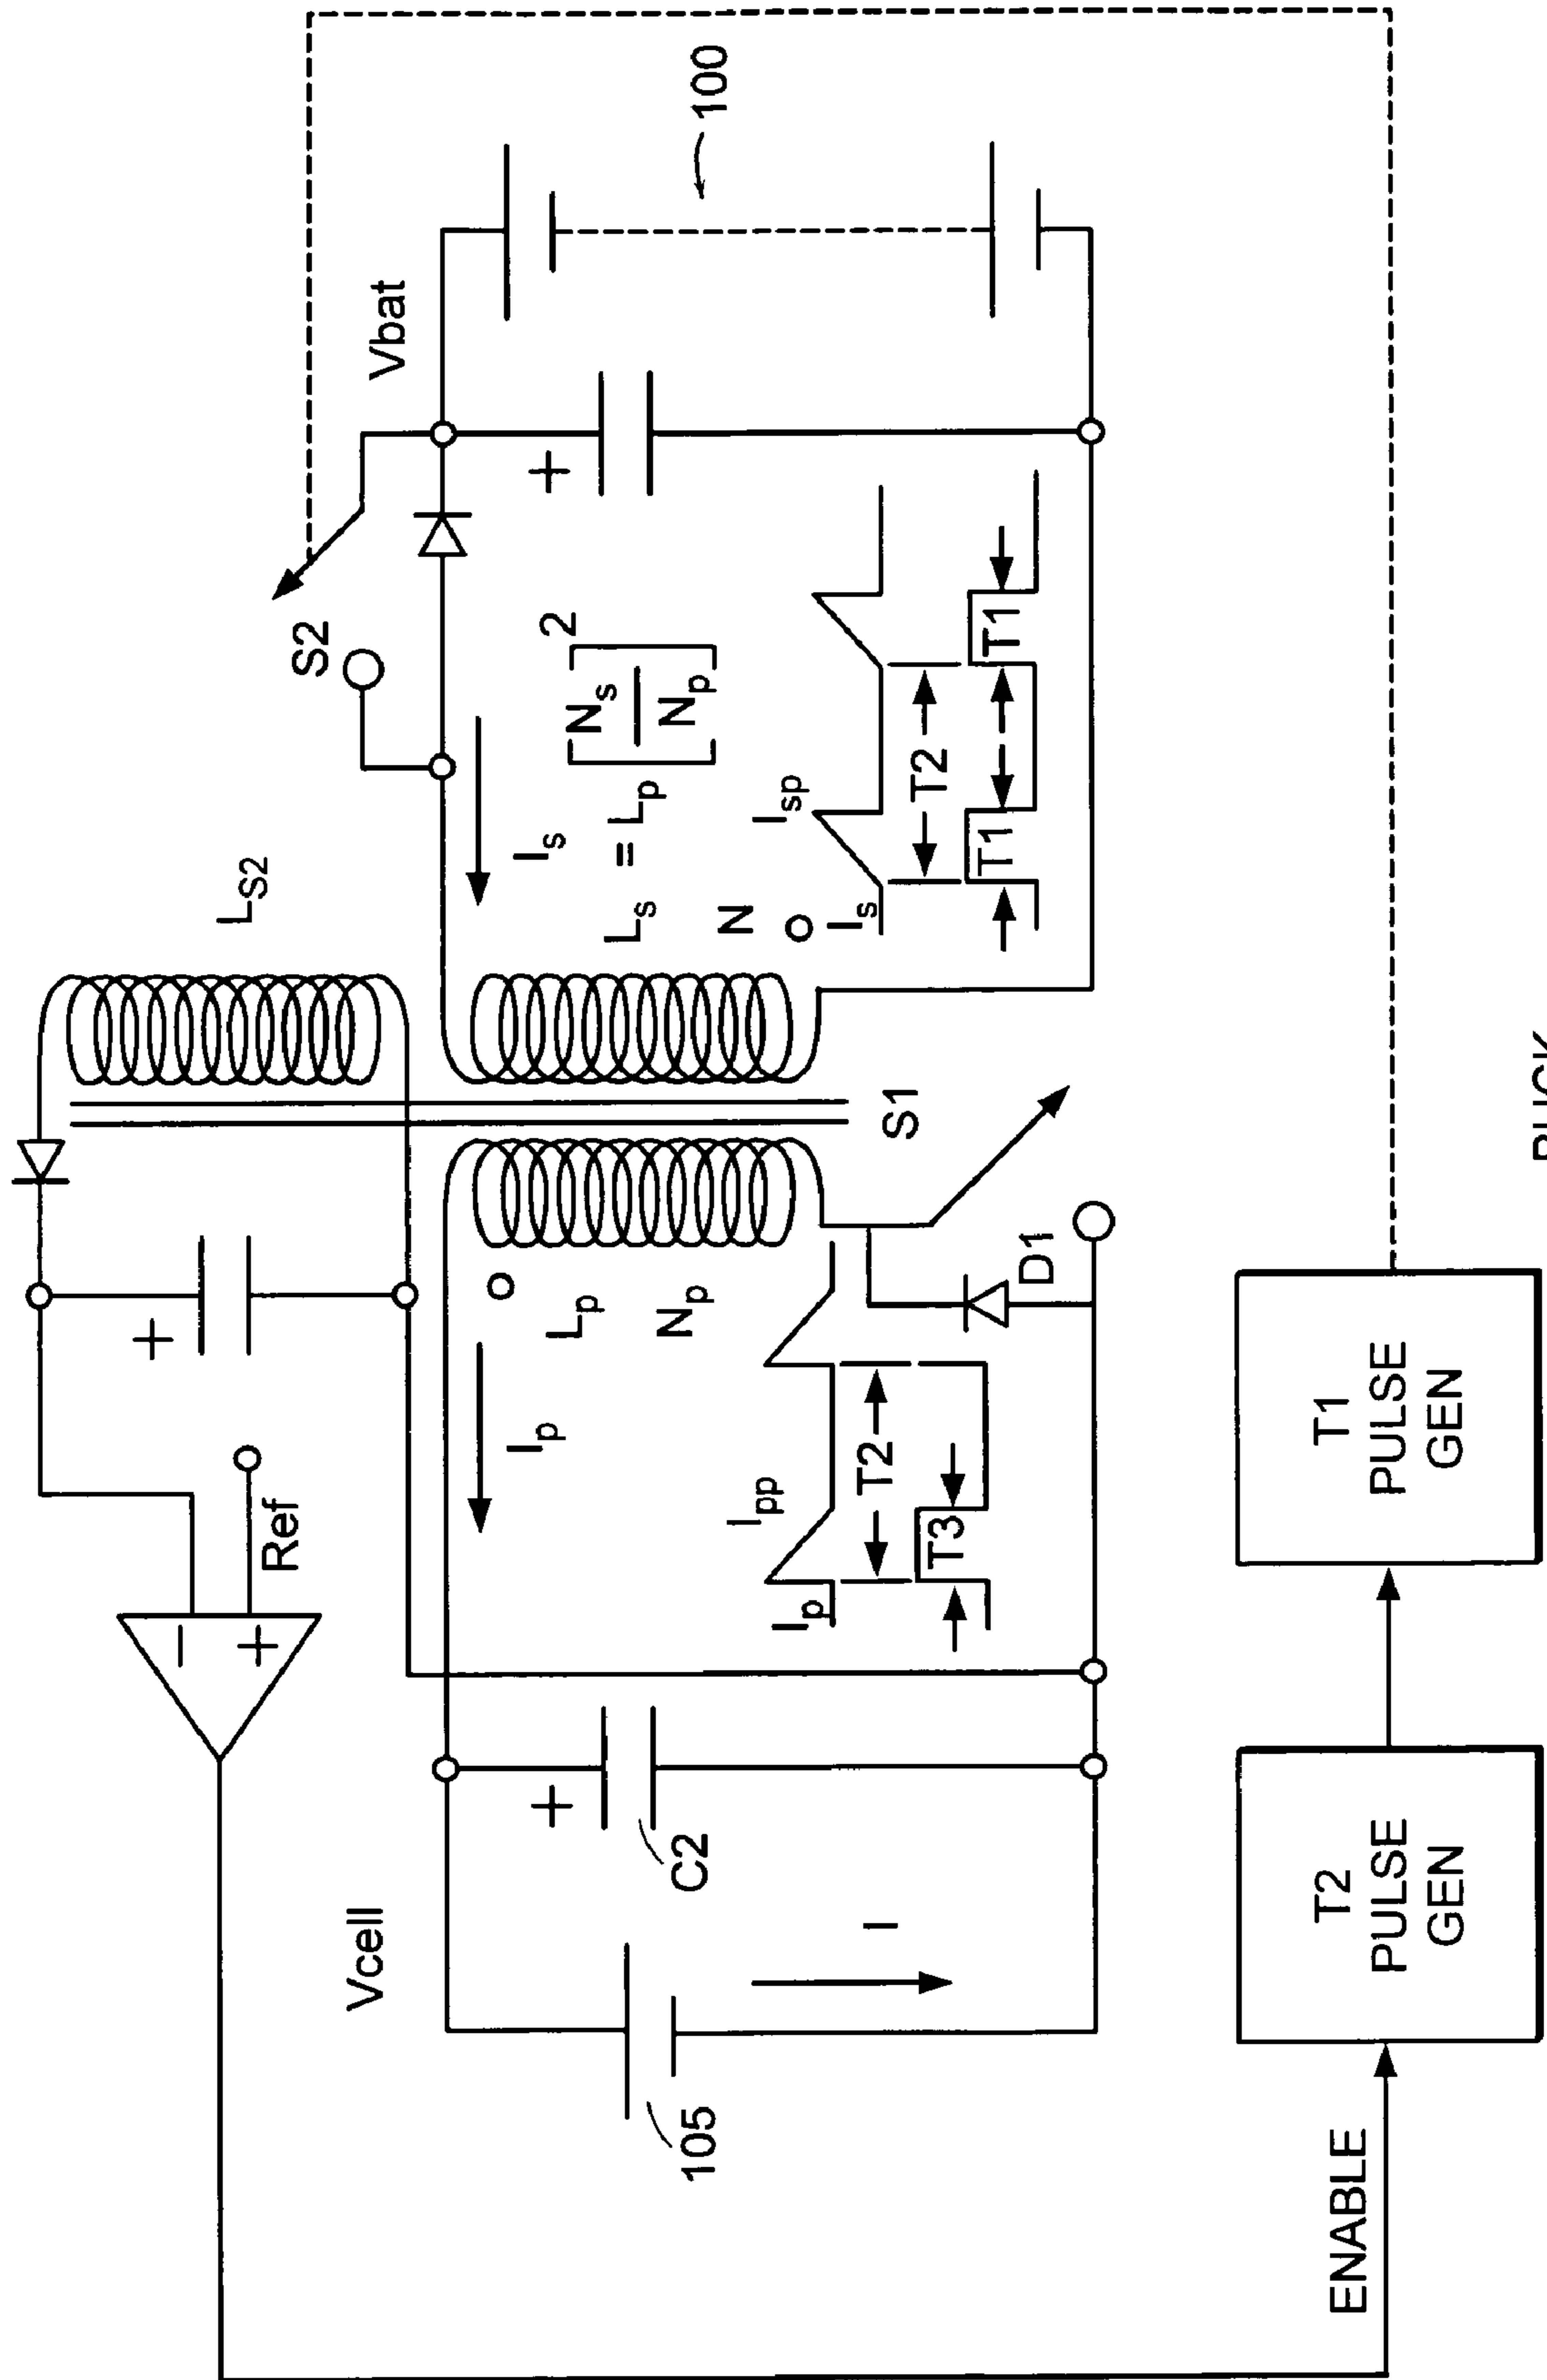 LS2
Vcell
Ref
S2
Vbat
100
Ip
Is
Lp
Np
Ls = Lp [Ns/Np]2
N
105
C2
I
Ip
Ipp
T2
T3
S1
D1
Is
Isp
T2
T1
T1
ENABLE
T2
PULSE
GEN
T1
PULSE
GEN